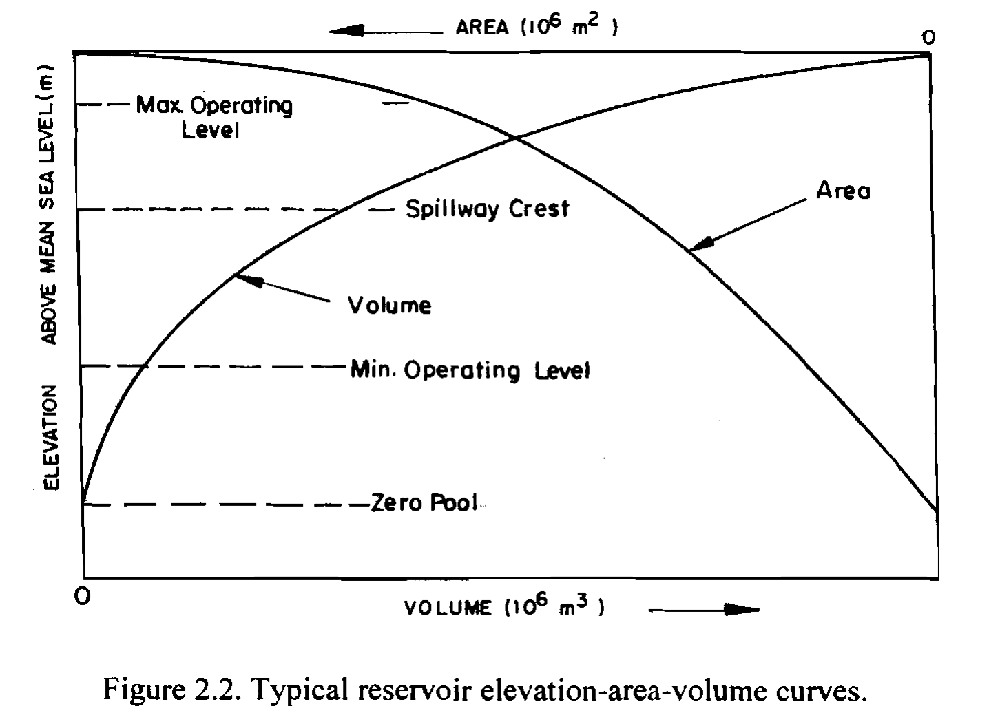 AREA (10⁶ m²)
0
ELEVATION ABOVE MEAN SEA LEVEL (m)
Max. Operating
Level
Area
Spillway Crest
Volume
Min. Operating Level
Zero Pool
0
VOLUME (10⁶ m³)
Figure 2.2. Typical reservoir elevation-area-volume curves.